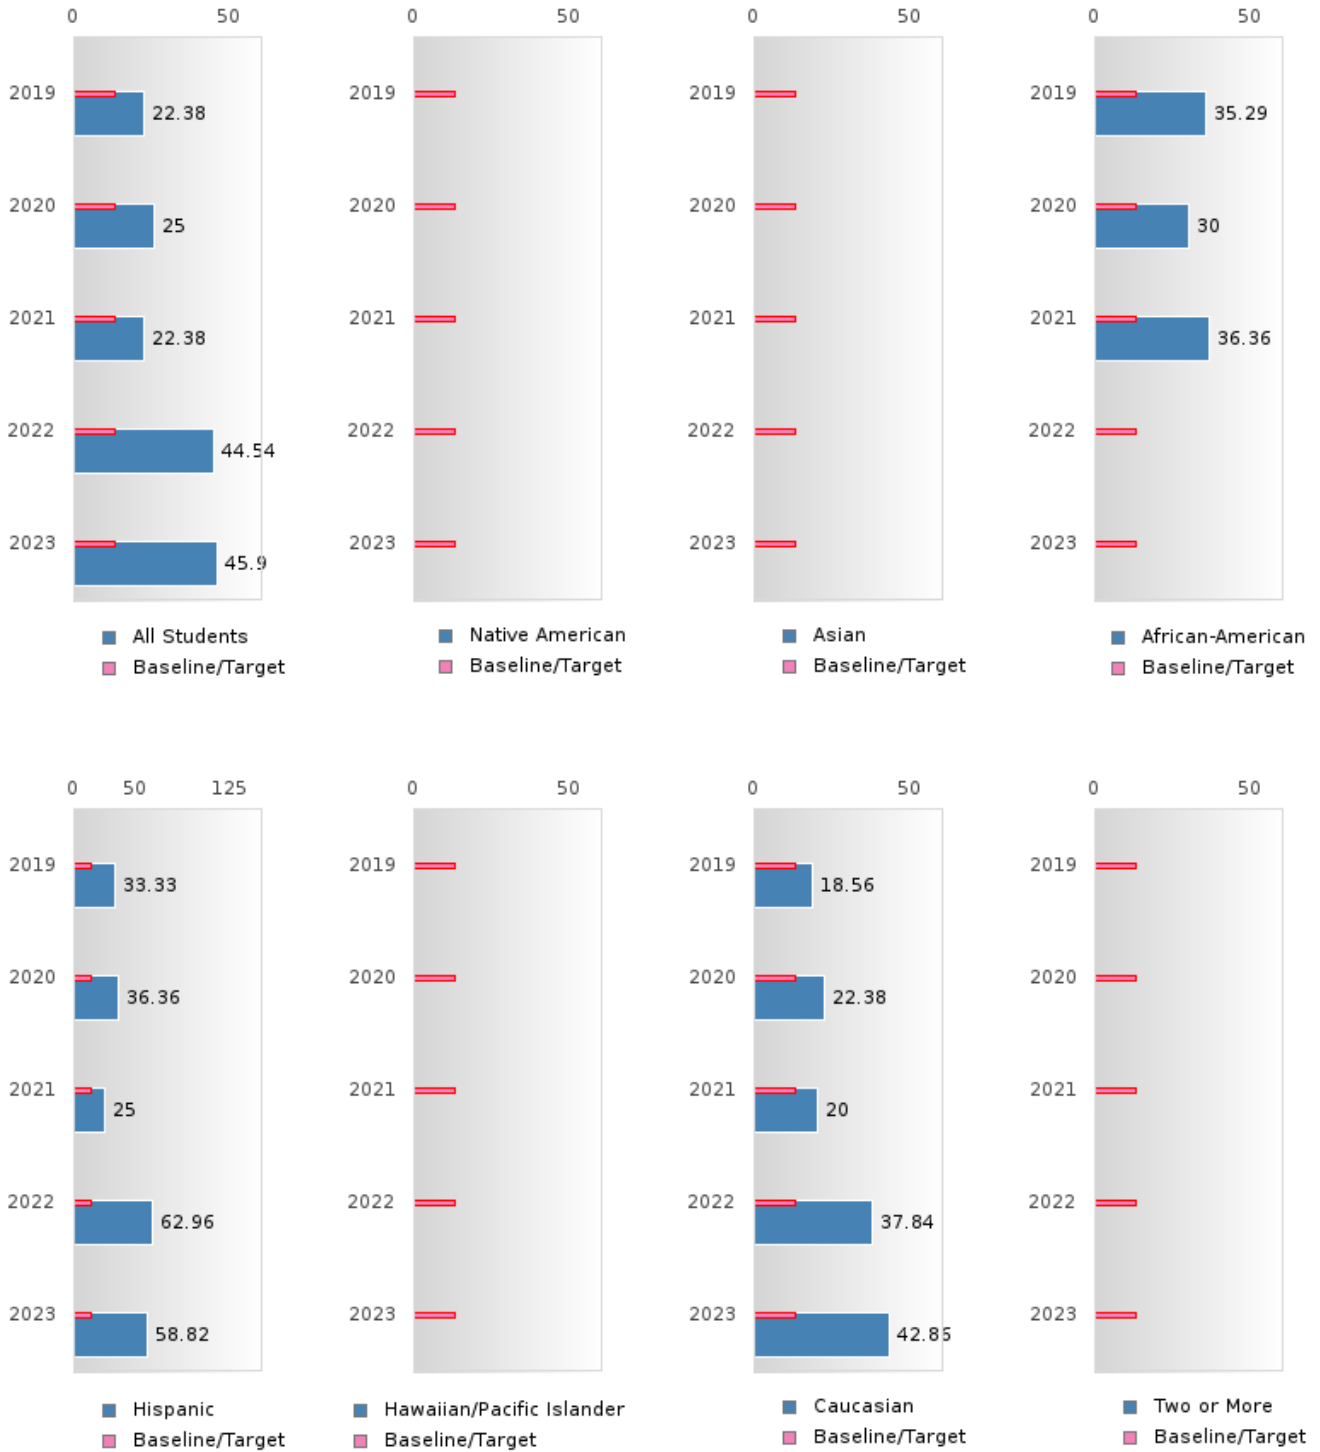 0 50 0 50 0 50 0 50
2019 22.38 2019 2019 2019 35.29
2020 25 2020 2020 2020 30
2021 22.38 2021 2021 2021 36.36
2022 44.54 2022 2022 2022
2023 45.9 2023 2023 2023
All Students Native American Asian African-American
Baseline/Target Baseline/Target Baseline/Target Baseline/Target
0 50 125 0 50 0 50 0 50
2019 33.33 2019 2019 18.56 2019
2020 36.36 2020 2020 22.38 2020
2021 25 2021 2021 20 2021
2022 62.96 2022 2022 37.84 2022
2023 58.82 2023 2023 42.86 2023
Hispanic Hawaiian/Pacific Islander Caucasian Two or More
Baseline/Target Baseline/Target Baseline/Target Baseline/Target